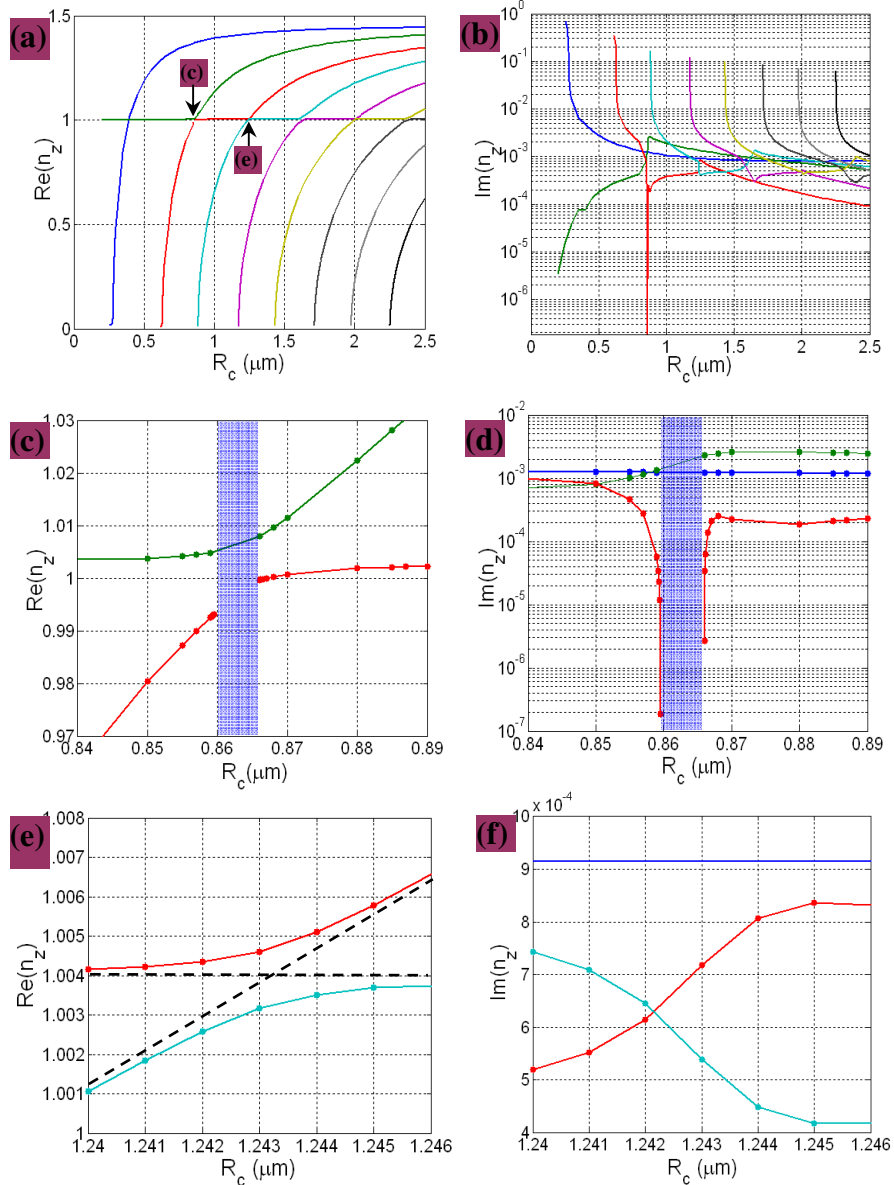 (a)
1.5
1
0.5
0
Re(n_z)
(c)
(e)
0 0.5 1 1.5 2 2.5
R_c (μm)
(b)
10^0
10^-1
10^-2
10^-3
10^-4
10^-5
10^-6
Im(n_z)
0 0.5 1 1.5 2 2.5
R_c (μm)
(c)
1.03
1.02
1.01
1
0.99
0.98
0.97
Re(n_z)
0.84 0.85 0.86 0.87 0.88 0.89
R_c(μm)
(d)
10^-2
10^-3
10^-4
10^-5
10^-6
10^-7
Im(n_z)
0.84 0.85 0.86 0.87 0.88 0.89
R_c(μm)
(e)
1.008
1.007
1.006
1.005
1.004
1.003
1.002
1.001
1
Re(n_z)
1.24 1.241 1.242 1.243 1.244 1.245 1.246
R_c (μm)
(f)
x 10^-4
10
9
8
7
6
5
4
Im(n_z)
1.24 1.241 1.242 1.243 1.244 1.245 1.246
R_c (μm)